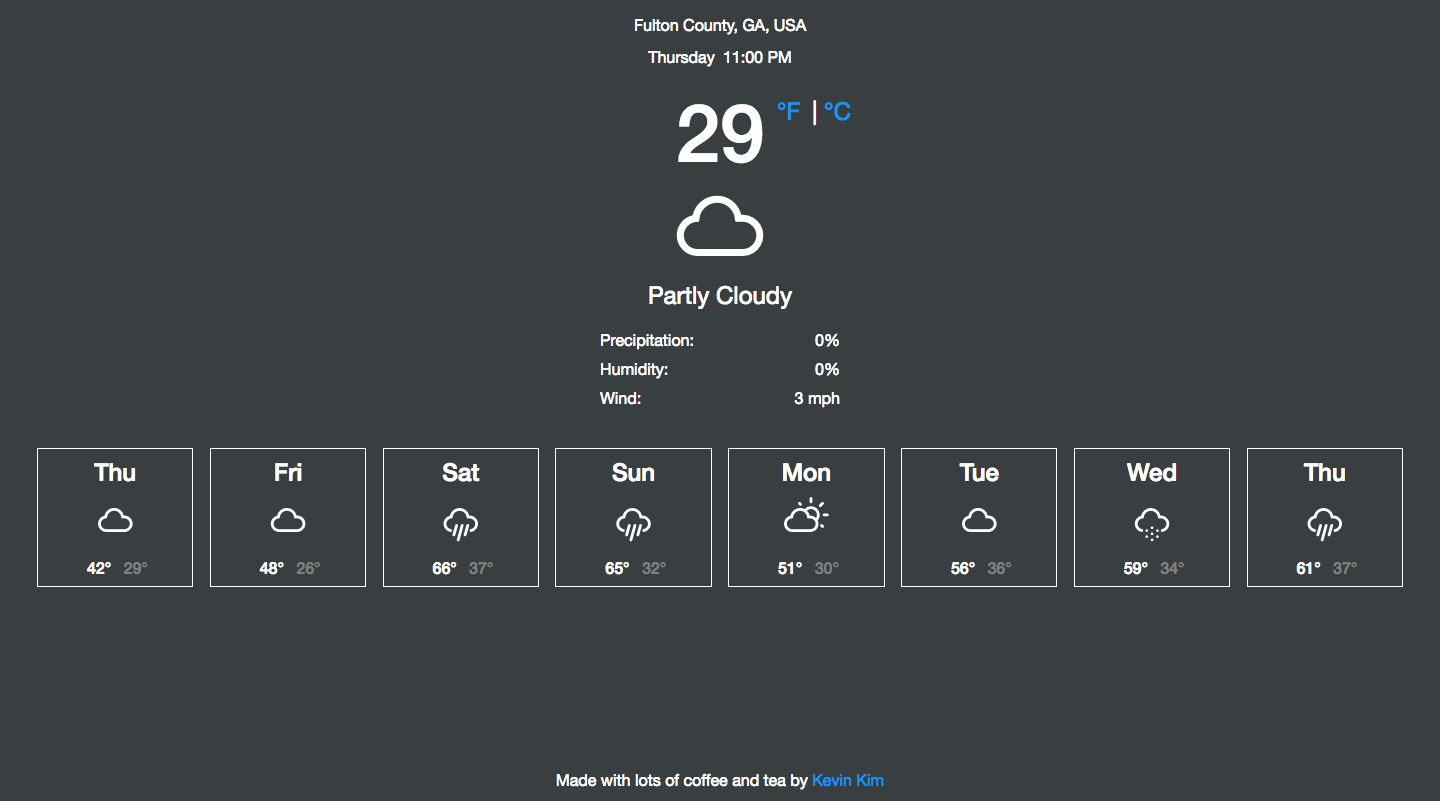 Fulton County, GA, USA
Thursday 11:00 PM
29 °F | °C
Partly Cloudy
Precipitation: 0%
Humidity: 0%
Wind: 3 mph
Thu Fri Sat Sun Mon Tue Wed Thu
42° 29° 48° 26° 66° 37° 65° 32° 51° 30° 56° 36° 59° 34° 61° 37°
Made with lots of coffee and tea by Kevin Kim